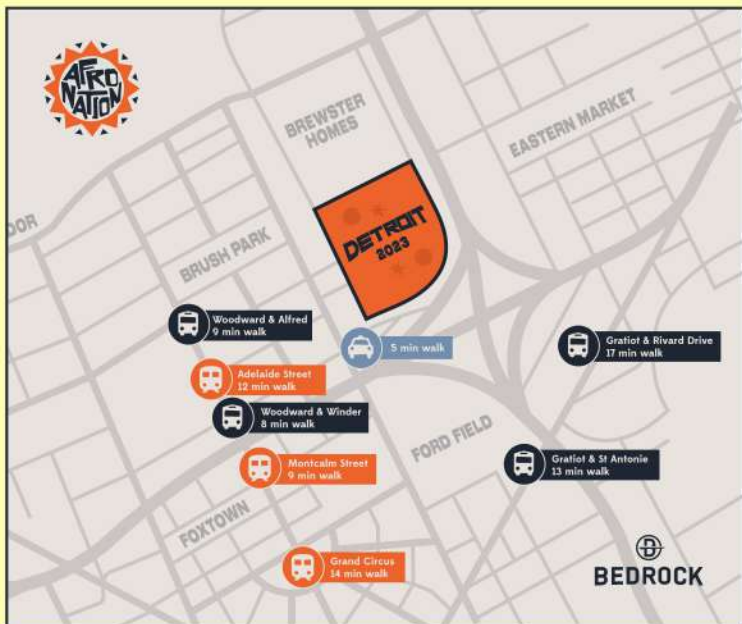 AFRO
NATION
BREWSTER
HOMES
EASTERN MARKET
DETROIT
2023
BRUSH PARK
Woodward & Alfred
9 min walk
5 min walk
Gratiot & Rivard Drive
17 min walk
Adelaide Street
12 min walk
Woodward & Winder
8 min walk
FORD FIELD
Montcalm Street
9 min walk
Gratiot & St Antonie
13 min walk
FOXTOWN
Grand Circus
14 min walk
BEDROCK